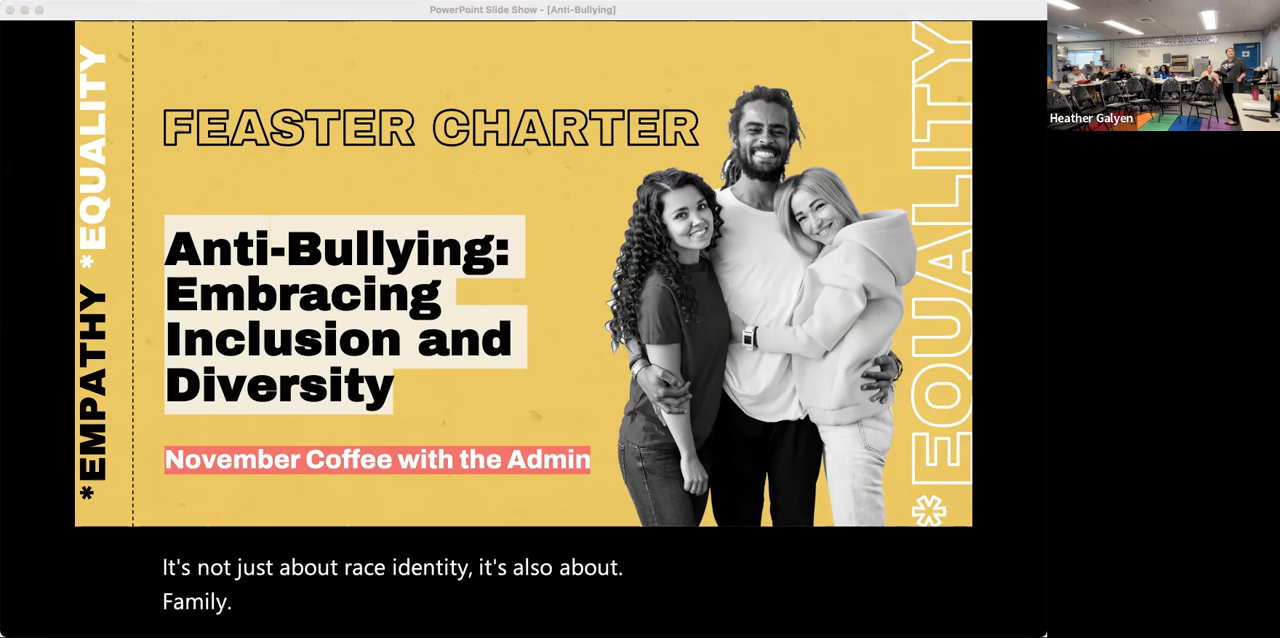 PowerPoint Slide Show - [Anti-Bullying]
*EMPATHY *EQUALITY
FEASTER CHARTER
Anti-Bullying:
Embracing
Inclusion and
Diversity
November Coffee with the Admin
*EQUALITY
It's not just about race identity, it's also about.
Family.
Heather Galyen